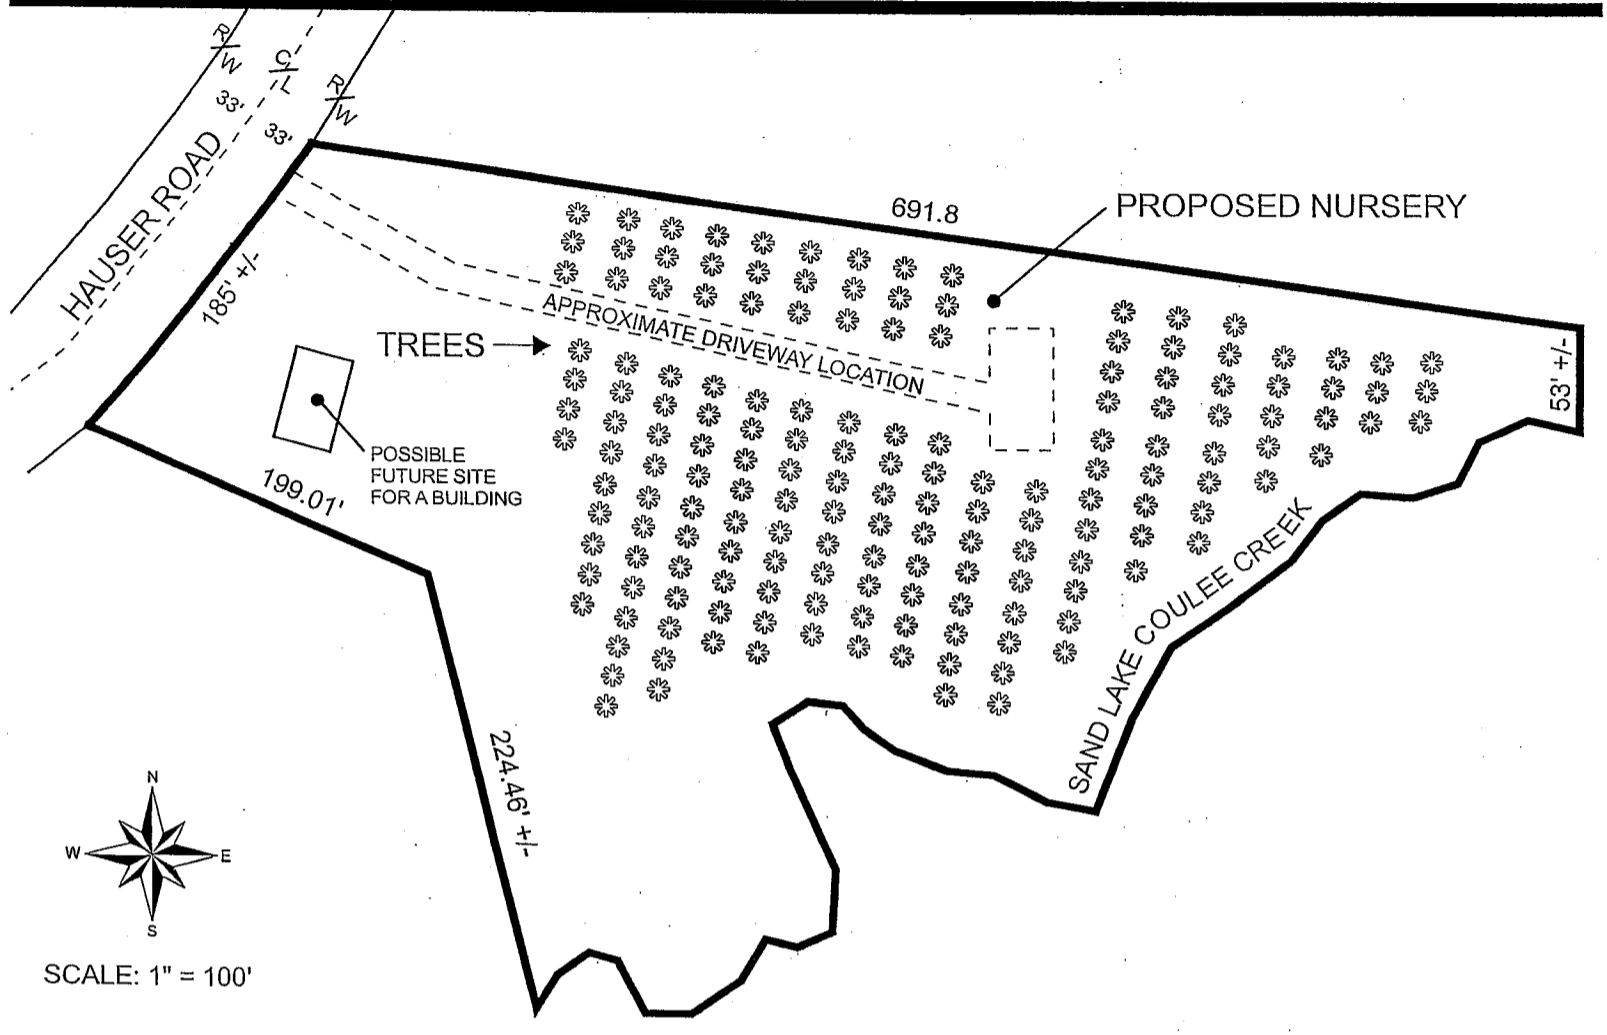 R/W
C/L
R/W
33'
33'
HAUSER ROAD
185' +/-
691.8
PROPOSED NURSERY
APPROXIMATE DRIVEWAY LOCATION
TREES
53' +/-
POSSIBLE
FUTURE SITE
FOR A BUILDING
199.01'
SAND LAKE COULEE CREEK
224.46' +/-
N
W
E
S
SCALE: 1" = 100'